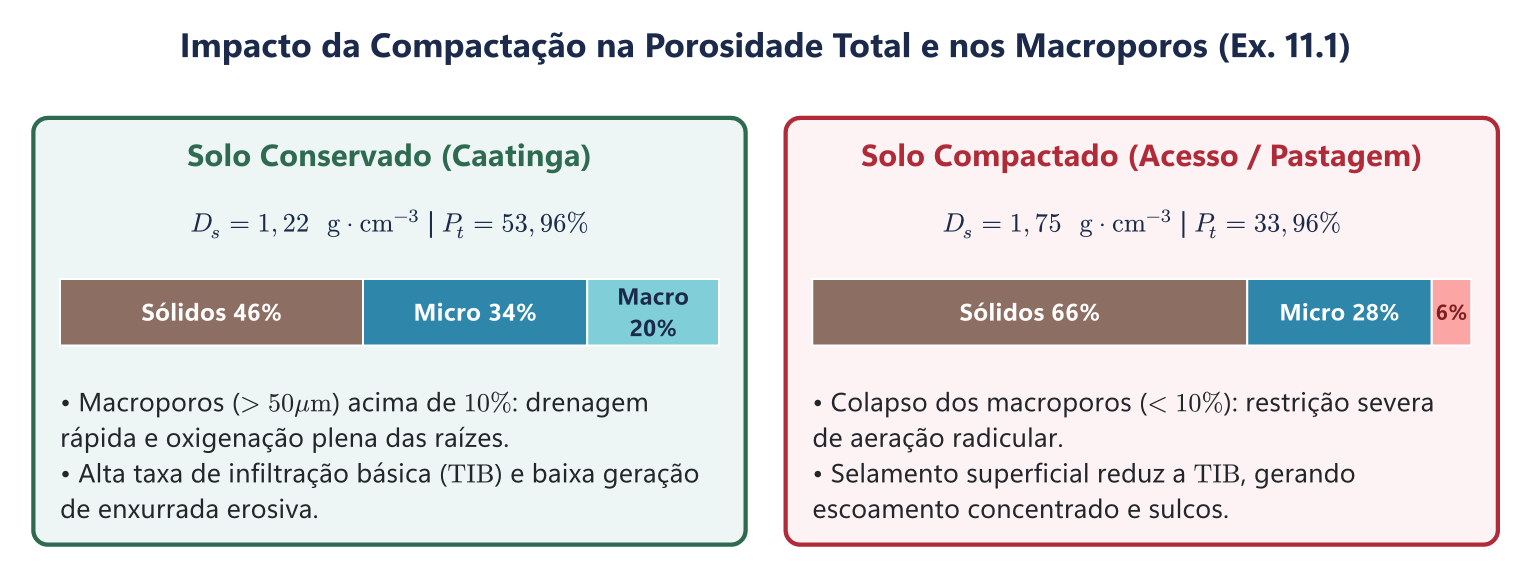 Impacto da Compactação na Porosidade Total e nos Macroporos (Ex. 11.1)
Solo Conservado (Caatinga)
D_s = 1, 22 g · cm⁻³ | P_t = 53, 96%
Sólidos 46%
Micro 34%
Macro
20%
• Macroporos (> 50μm) acima de 10%: drenagem
rápida e oxigenação plena das raízes.
• Alta taxa de infiltração básica (TIB) e baixa geração
de enxurrada erosiva.
Solo Compactado (Acesso / Pastagem)
D_s = 1, 75 g · cm⁻³ | P_t = 33, 96%
Sólidos 66%
Micro 28%
6%
• Colapso dos macroporos (< 10%): restrição severa
de aeração radicular.
• Selamento superficial reduz a TIB, gerando
escoamento concentrado e sulcos.